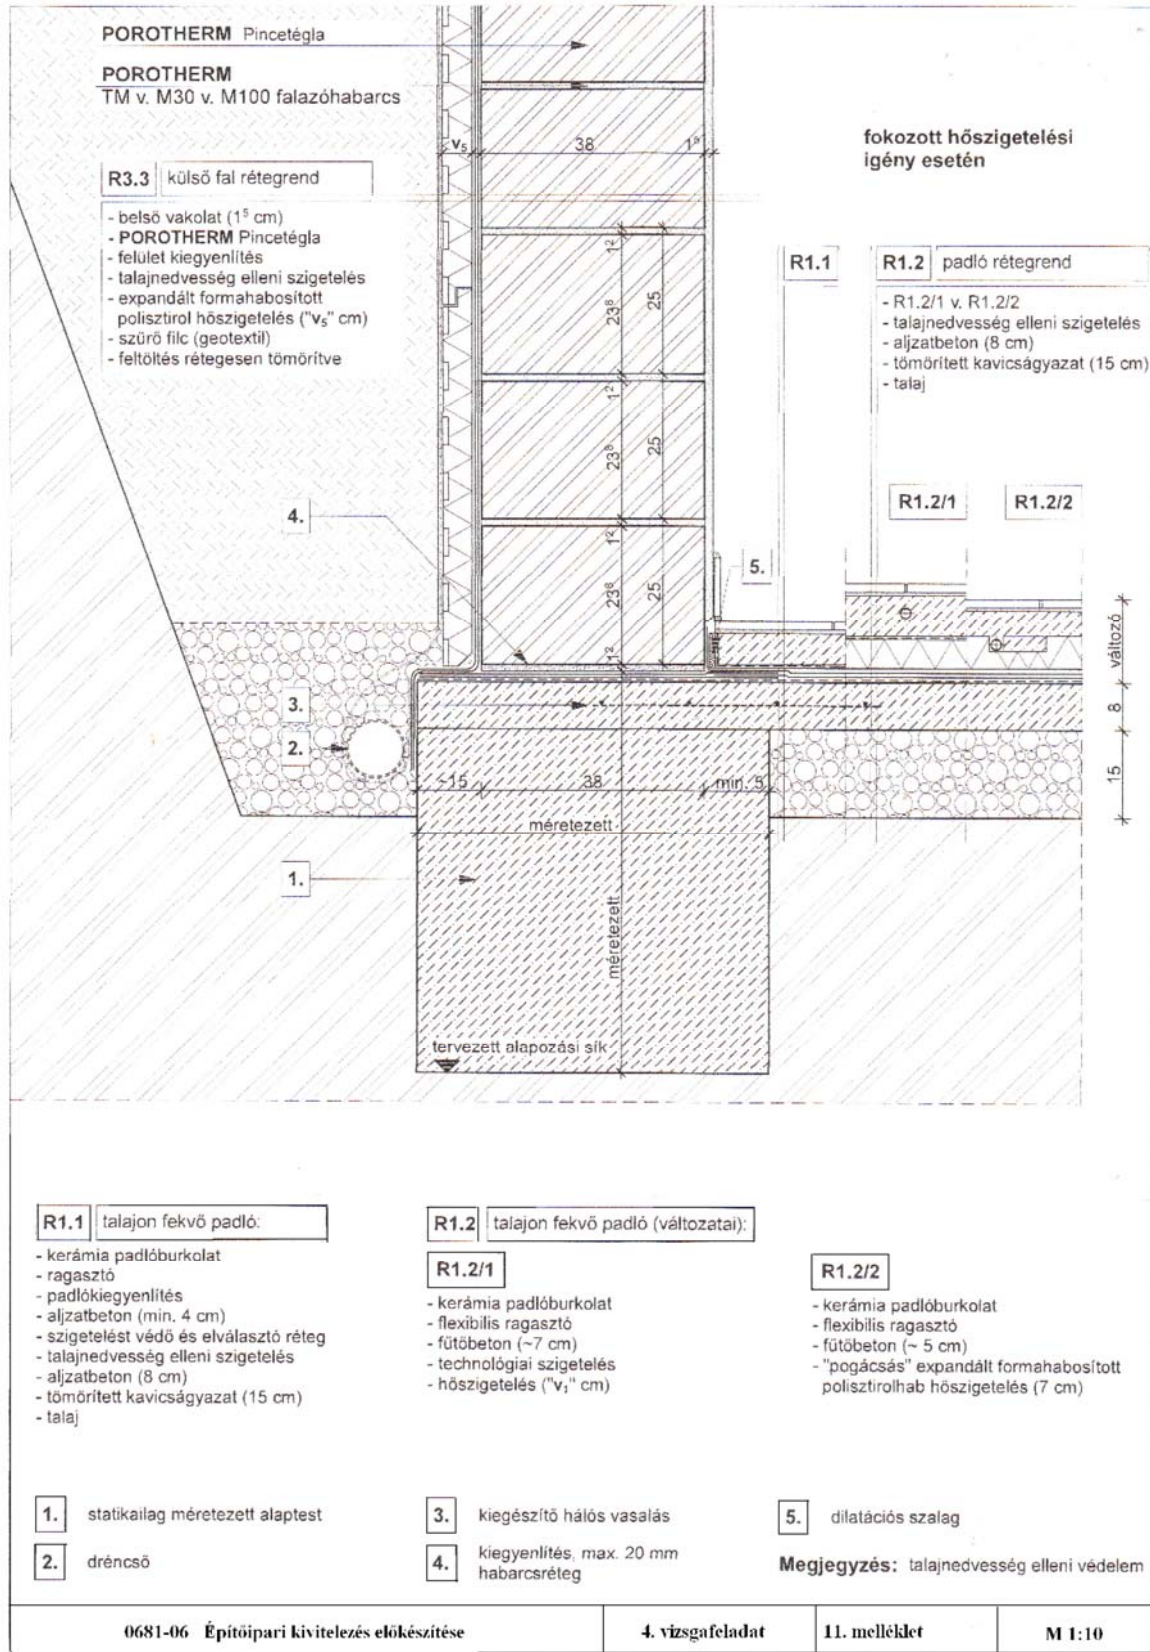 POROTHERM Pincetégla
POROTHERM
TM v. M30 v. M100 falazóhabarcs
R3.3 külső fal rétegrend
- belső vakolat (1⁵ cm)
- POROTHERM Pincetégla
- felület kiegyenlítés
- talajnedvesség elleni szigetelés
- expandált formahabosított
polisztirol hőszigetelés ("v₅" cm)
- szűrő filc (geotextil)
- feltöltés rétegesen tömörítve
v₅ 38 1⁵
fokozott hőszigetelési
igény esetén
R1.1
R1.2 padló rétegrend
- R1.2/1 v. R1.2/2
- talajnedvesség elleni szigetelés
- aljzatbeton (8 cm)
- tömörített kavicságyazat (15 cm)
- talaj
1²
23⁸ 25
1²
23⁸ 25
1²
23⁸ 25
1²
R1.2/1 R1.2/2
4.
5.
3.
2.
1.
változó
8
15
~15 38 min. 5
méretezett
méretezett
tervezett alapozási sík
R1.1 talajon fekvő padló:
- kerámia padlóburkolat
- ragasztó
- padlókiegyenlítés
- aljzatbeton (min. 4 cm)
- szigetelést védő és elválasztó réteg
- talajnedvesség elleni szigetelés
- aljzatbeton (8 cm)
- tömörített kavicságyazat (15 cm)
- talaj
R1.2 talajon fekvő padló (változatai):
R1.2/1
- kerámia padlóburkolat
- flexibilis ragasztó
- fűtőbeton (~7 cm)
- technológiai szigetelés
- hőszigetelés ("v₁" cm)
R1.2/2
- kerámia padlóburkolat
- flexibilis ragasztó
- fűtőbeton (~ 5 cm)
- "pogácsás" expandált formahabosított
polisztirolhab hőszigetelés (7 cm)
1. statikailag méretezett alaptest
2. dréncső
3. kiegészítő hálós vasalás
4. kiegyenlítés, max. 20 mm
habarcsréteg
5. dilatációs szalag
Megjegyzés: talajnedvesség elleni védelem
0681-06 Építőipari kivitelezés előkészítése 4. vizsgafeladat 11. melléklet M 1:10